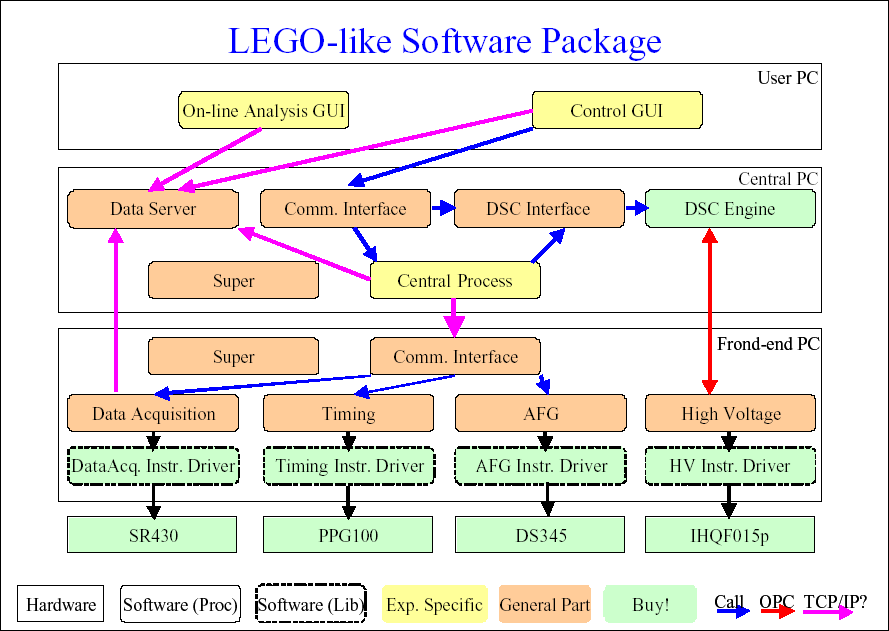 LEGO-like Software Package
User PC
On-line Analysis GUI
Control GUI
Central PC
Data Server
Comm. Interface
DSC Interface
DSC Engine
Super
Central Process
Frond-end PC
Super
Comm. Interface
Data Acquisition
Timing
AFG
High Voltage
DataAcq. Instr. Driver
Timing Instr. Driver
AFG Instr. Driver
HV Instr. Driver
SR430
PPG100
DS345
IHQF015p
Hardware
Software (Proc)
Software (Lib)
Exp. Specific
General Part
Buy!
Call
OPC
TCP/IP?